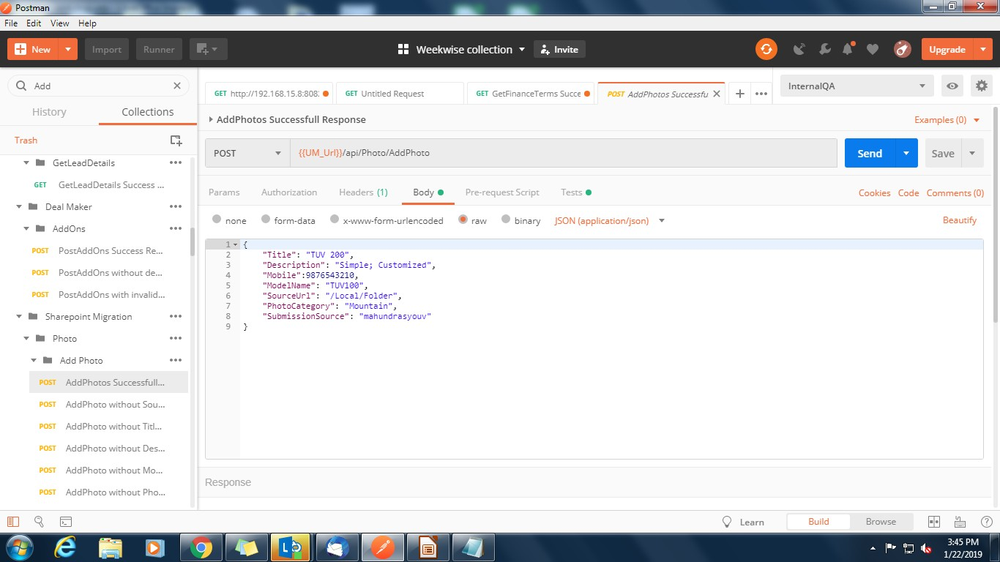 Postman
File Edit View Help
New Import Runner Weekwise collection Invite Upgrade
Add
History Collections
Trash
GetLeadDetails
GET GetLeadDetails Success ...
Deal Maker
AddOns
POST PostAddOns Success Re...
POST PostAddOns without de...
POST PostAddOns with invalid...
Sharepoint Migration
Photo
Add Photo
POST AddPhotos Successfull...
POST AddPhoto without Sou...
POST AddPhoto without Titl...
POST AddPhoto without Des...
POST AddPhoto without Mo...
POST AddPhoto without Pho...
GET http://192.168.15.8:808 GET Untitled Request GET GetFinanceTerms Succe POST AddPhotos Successfu InternalQA
AddPhotos Successfull Response Examples (0)
POST {{UM_Url}}/api/Photo/AddPhoto Send Save
Params Authorization Headers (1) Body Pre-request Script Tests Cookies Code Comments (0)
none form-data x-www-form-urlencoded raw binary JSON (application/json) Beautify
1 {
2 "Title": "TUV 200",
3 "Description": "Simple; Customized",
4 "Mobile":9876543210,
5 "ModelName": "TUV100",
6 "SourceUrl": "/Local/Folder",
7 "PhotoCategory": "Mountain",
8 "SubmissionSource": "mahundrasyouv"
9 }
Response
Learn Build Browse
3:45 PM
1/22/2019